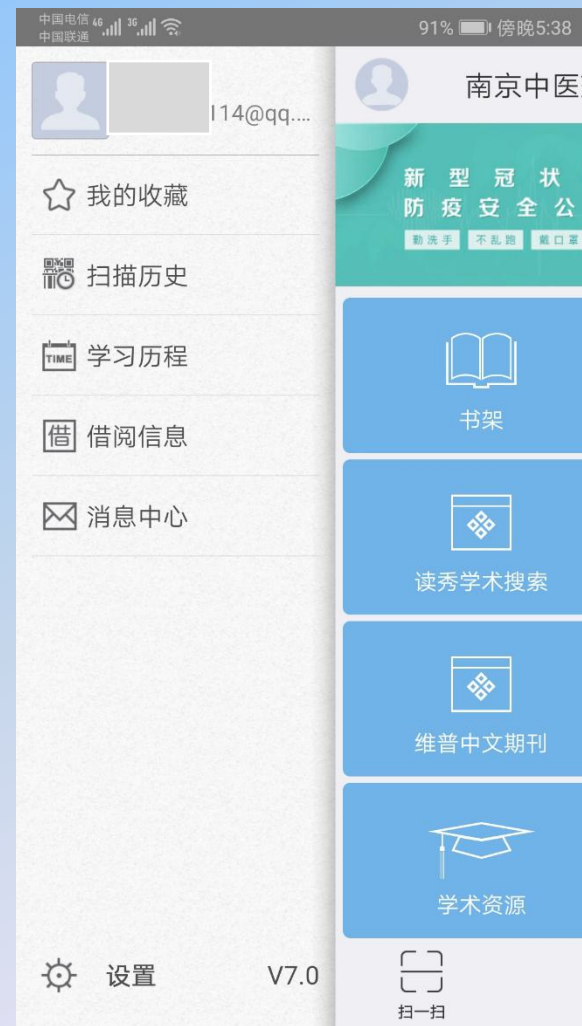 中国电信 4G 3G
中国联通
91% 傍晚5:38
114@qq....
我的收藏
扫描历史
TIME 学习历程
借 借阅信息
消息中心
设置 V7.0
南京中医
新型冠状
防疫安全公
勤洗手 不乱跑 戴口罩
书架
读秀学术搜索
维普中文期刊
学术资源
扫一扫